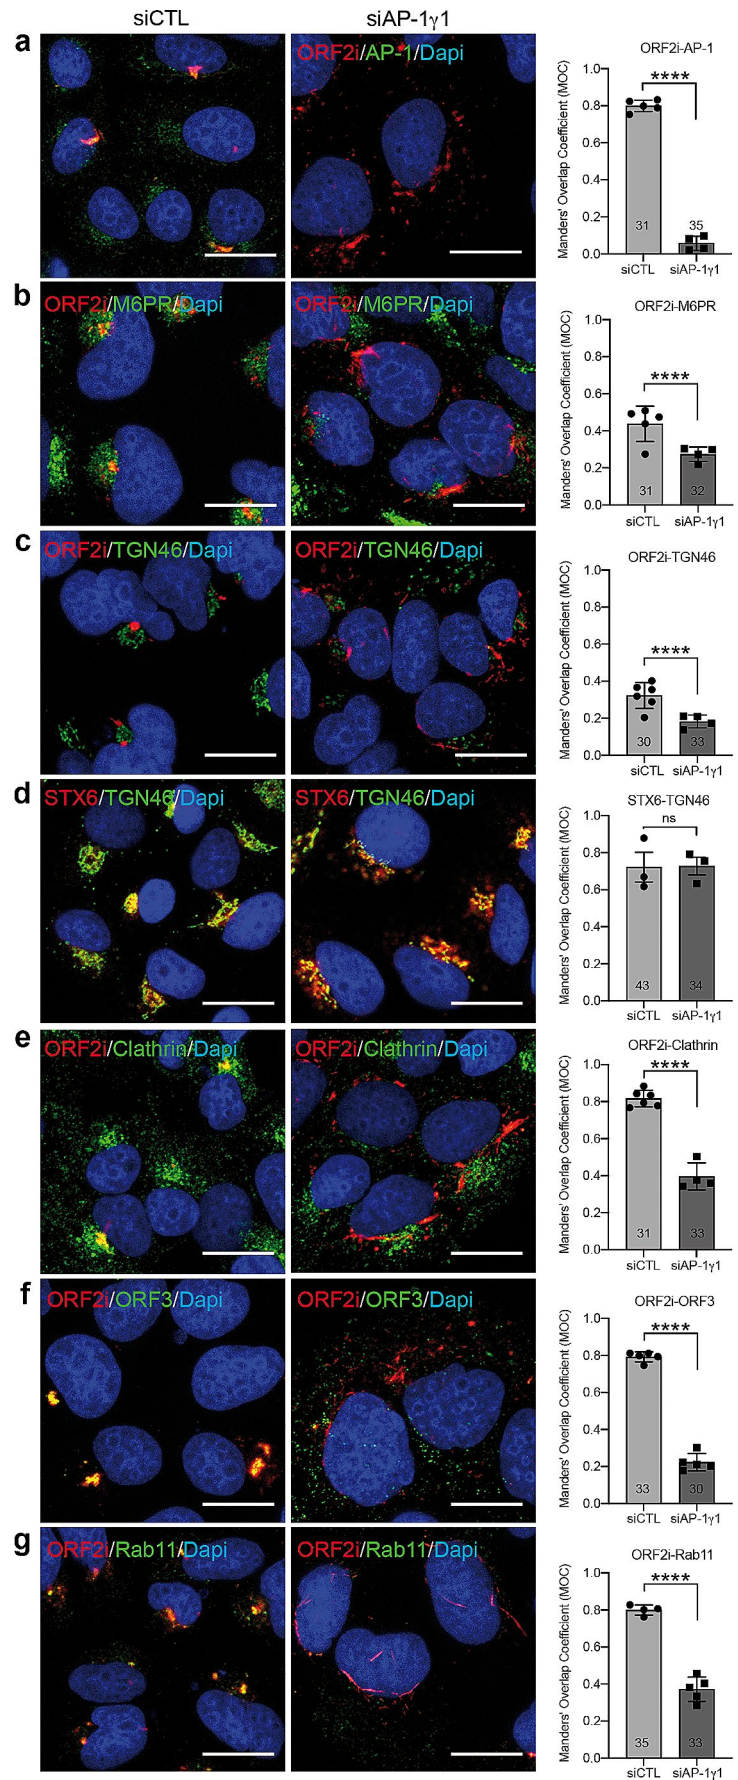 siCTL
siAP-1γ1
a
ORF2i/AP-1/Dapi
ORF2i-AP-1
Manders' Overlap Coefficient (MOC)
1.0
0.8
0.6
0.4
0.2
0.0
****
31
35
siCTL
siAP-1γ1
b
ORF2i/M6PR/Dapi
ORF2i/M6PR/Dapi
ORF2i-M6PR
Manders' Overlap Coefficient (MOC)
1.0
0.8
0.6
0.4
0.2
0.0
****
31
32
siCTL
siAP-1γ1
c
ORF2i/TGN46/Dapi
ORF2i/TGN46/Dapi
ORF2i-TGN46
Manders' Overlap Coefficient (MOC)
1.0
0.8
0.6
0.4
0.2
0.0
****
30
33
siCTL
siAP-1γ1
d
STX6/TGN46/Dapi
STX6/TGN46/Dapi
STX6-TGN46
Manders' Overlap Coefficient (MOC)
1.0
0.8
0.6
0.4
0.2
0.0
ns
43
34
siCTL
siAP-1γ1
e
ORF2i/Clathrin/Dapi
ORF2i/Clathrin/Dapi
ORF2i-Clathrin
Manders' Overlap Coefficient (MOC)
1.0
0.8
0.6
0.4
0.2
0.0
****
31
33
siCTL
siAP-1γ1
f
ORF2i/ORF3/Dapi
ORF2i/ORF3/Dapi
ORF2i-ORF3
Manders' Overlap Coefficient (MOC)
1.0
0.8
0.6
0.4
0.2
0.0
****
33
30
siCTL
siAP-1γ1
g
ORF2i/Rab11/Dapi
ORF2i/Rab11/Dapi
ORF2i-Rab11
Manders' Overlap Coefficient (MOC)
1.0
0.8
0.6
0.4
0.2
0.0
****
35
33
siCTL
siAP-1γ1